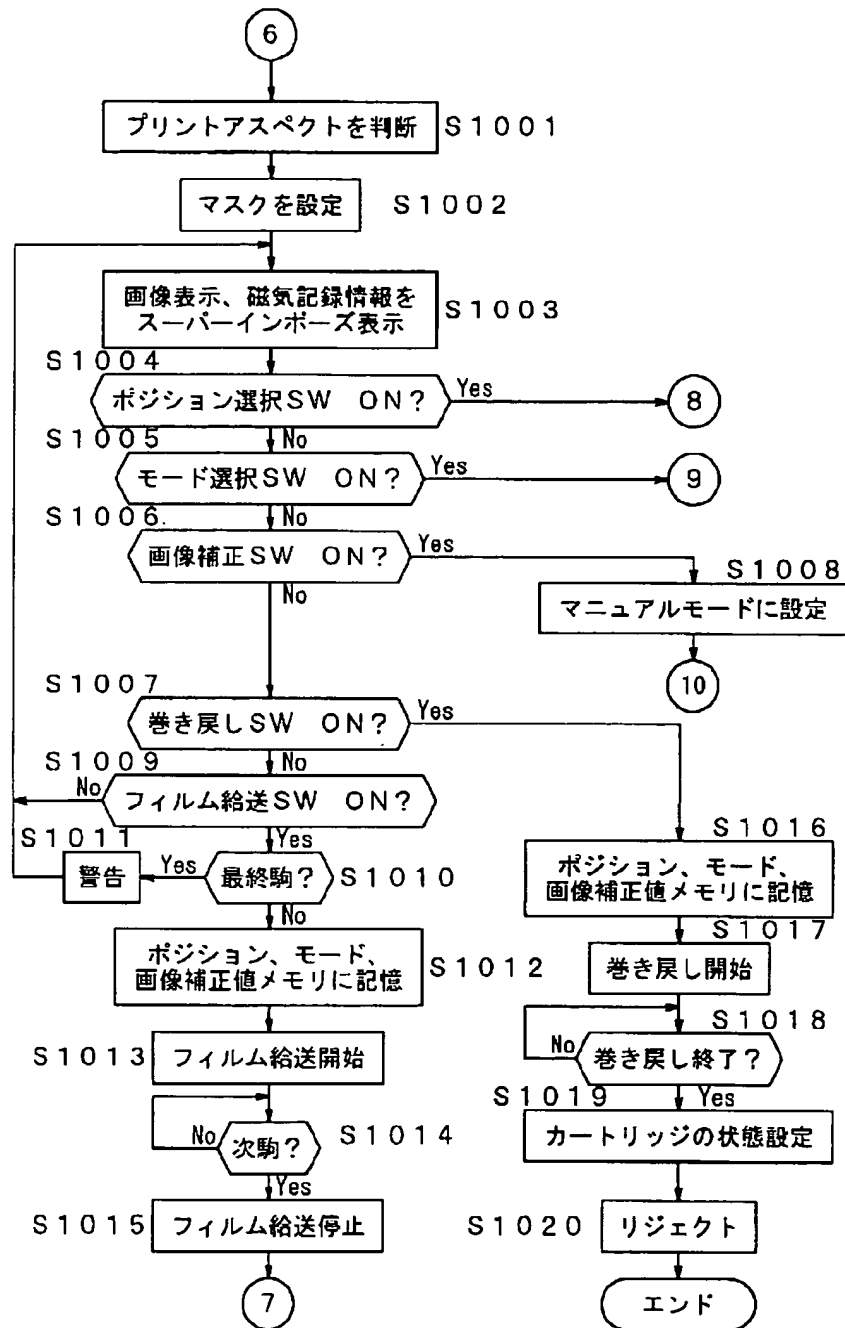 6
プリントアスペクトを判断 S1001
マスクを設定 S1002
画像表示、磁気記録情報を
スーパーインポーズ表示
S1003
S1004
ポジション選択SW ON?
Yes
8
No
S1005
モード選択SW ON?
Yes
9
No
S1006
画像補正SW ON?
Yes
No
S1008
マニュアルモードに設定
10
S1007
巻き戻しSW ON?
Yes
No
S1009
No
フィルム給送SW ON?
Yes
S1011
警告
Yes
最終駒?
S1010
No
ポジション、モード、
画像補正値メモリに記憶
S1012
S1013
フィルム給送開始
No
次駒?
S1014
Yes
S1015
フィルム給送停止
7
S1016
ポジション、モード、
画像補正値メモリに記憶
S1017
巻き戻し開始
S1018
No
巻き戻し終了?
S1019
Yes
カートリッジの状態設定
S1020
リジェクト
エンド